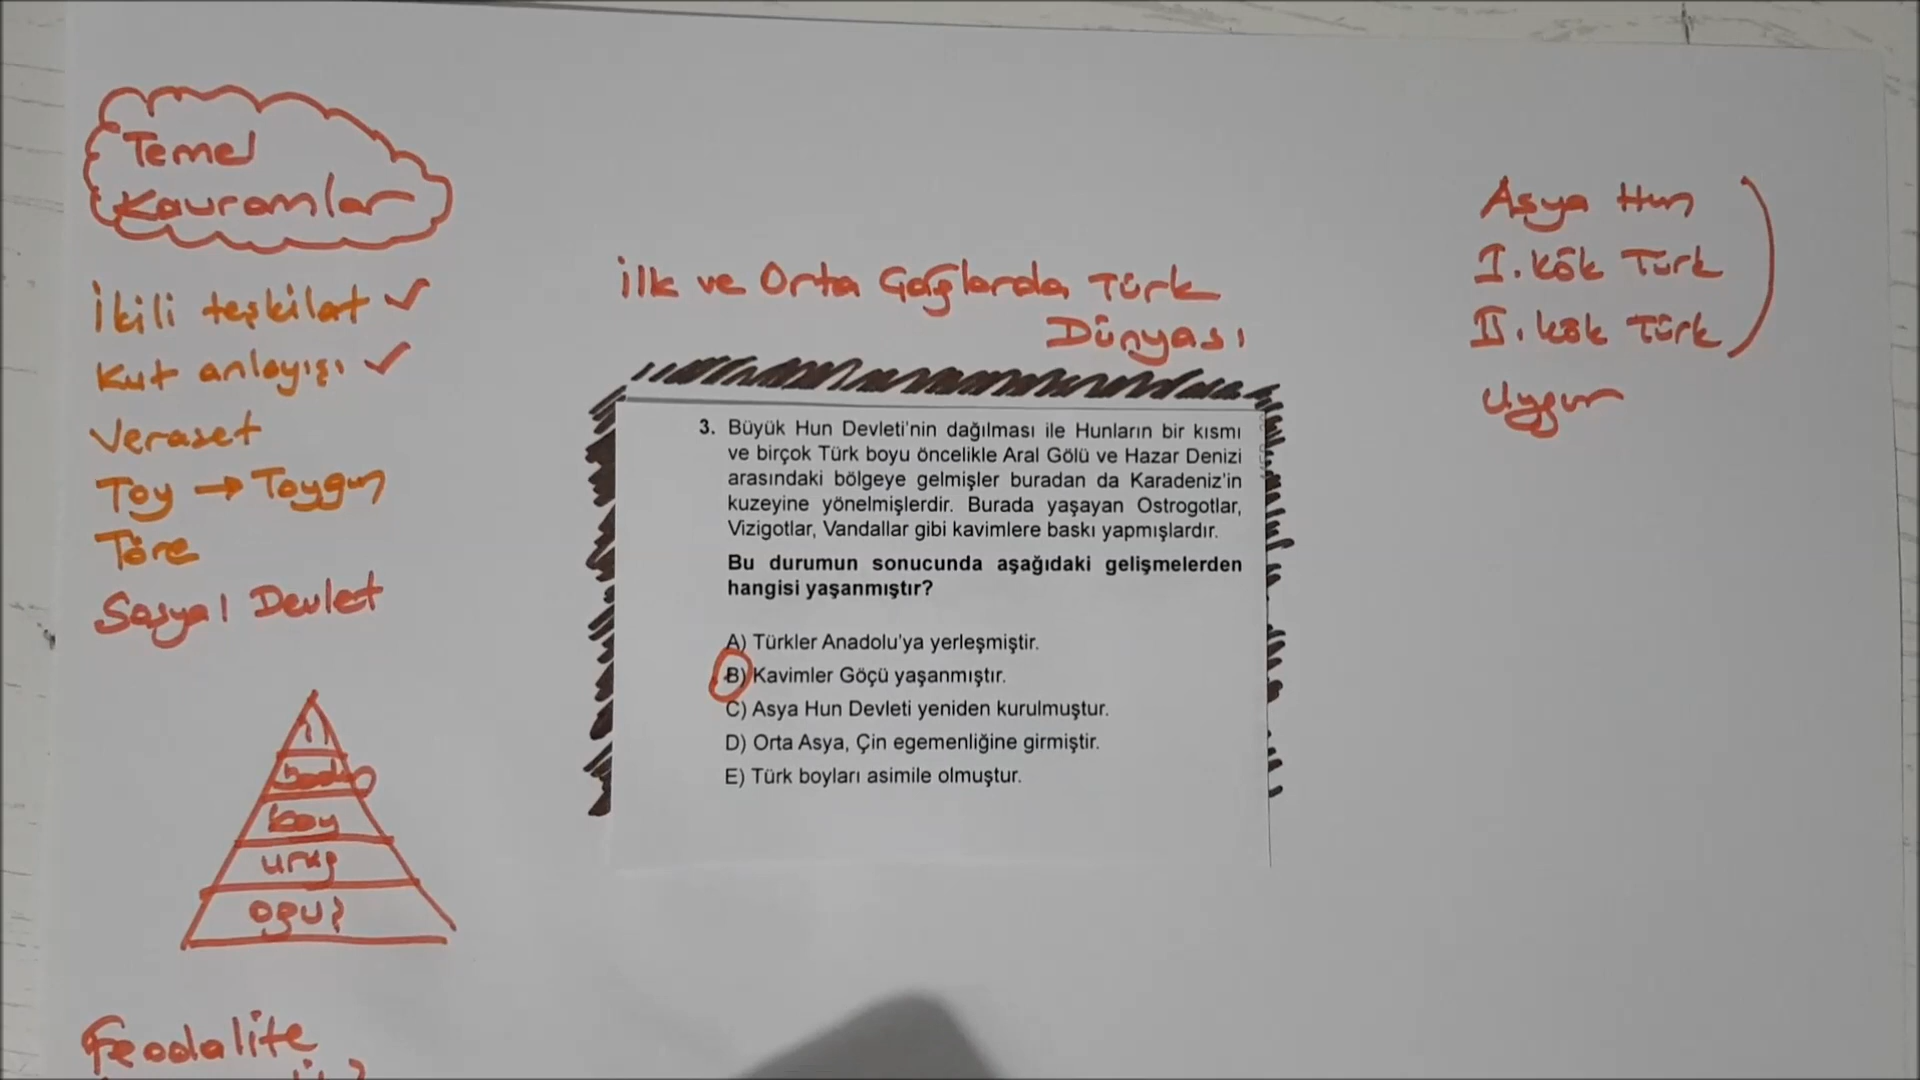 Temel
Kavramlar
İkili teşkilat ✓
Kut anlayışı ✓
Veraset
Toy → Toygun
Töre
Sosyal Devlet
il
boy
uruş
oguz
Feodalite
İlk ve Orta Çağlarda Türk
Dünyası
3. Büyük Hun Devleti'nin dağılması ile Hunların bir kısmı
ve birçok Türk boyu öncelikle Aral Gölü ve Hazar Denizi
arasındaki bölgeye gelmişler buradan da Karadeniz'in
kuzeyine yönelmişlerdir. Burada yaşayan Ostrogotlar,
Vizigotlar, Vandallar gibi kavimlere baskı yapmışlardır.
Bu durumun sonucunda aşağıdaki gelişmelerden
hangisi yaşanmıştır?
A) Türkler Anadolu'ya yerleşmiştir.
B) Kavimler Göçü yaşanmıştır.
C) Asya Hun Devleti yeniden kurulmuştur.
D) Orta Asya, Çin egemenliğine girmiştir.
E) Türk boyları asimile olmuştur.
Asya Hun
I. Kök Türk
II. Kök Türk
Uygur